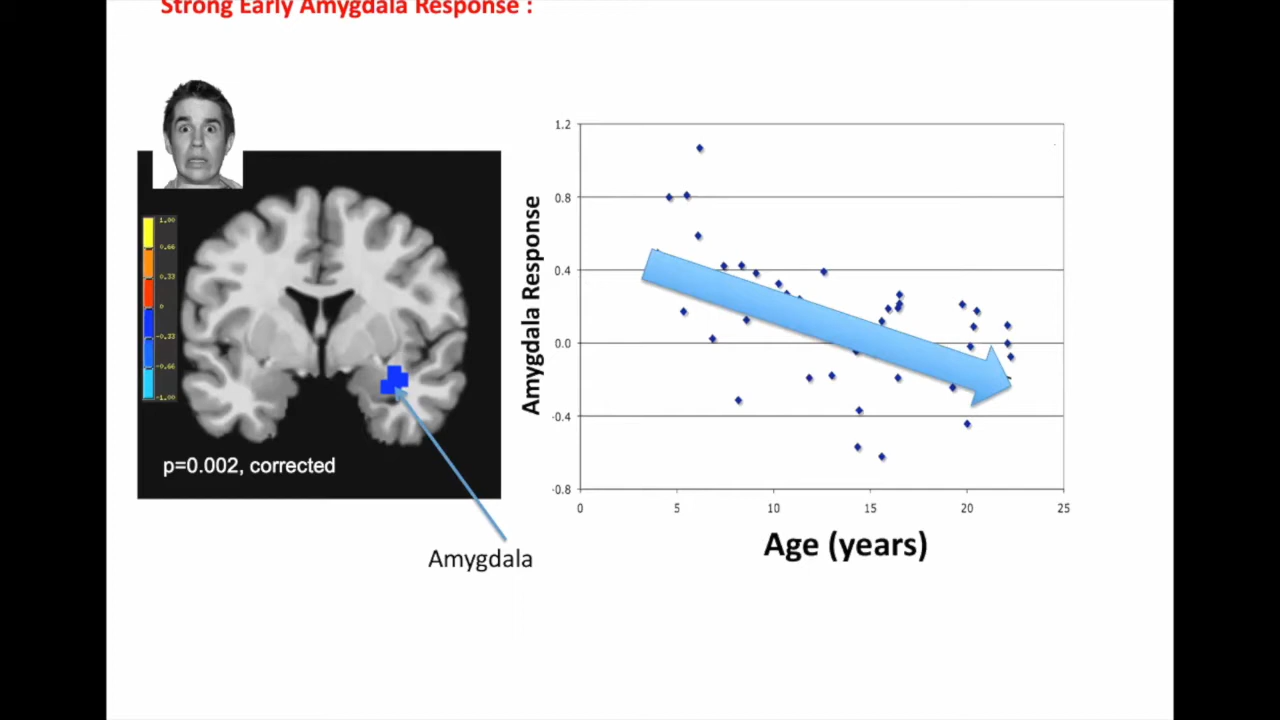 Strong Early Amygdala Response :
1.00
0.66
0.33
0
-0.33
-0.66
-1.00
p=0.002, corrected
Amygdala
Amygdala Response
1.2
0.8
0.4
0.0
-0.4
-0.8
0 5 10 15 20 25
Age (years)